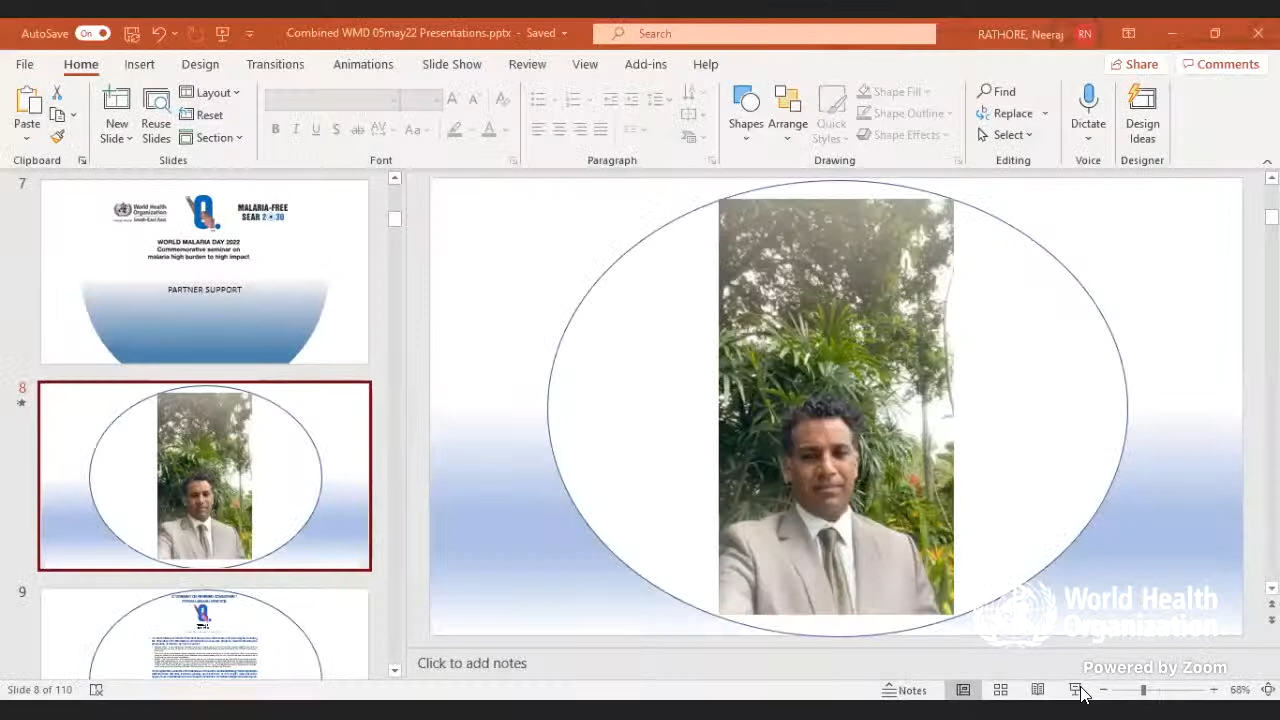 AutoSave On
Combined WMD 05may22 Presentations.pptx - Saved
Search
RATHORE, Neeraj RN
File Home Insert Design Transitions Animations Slide Show Review View Add-ins Help
Share Comments
Paste
Clipboard
New Slide
Reuse Slides
Layout
Reset
Section
Slides
Font
Paragraph
Shapes
Arrange
Quick Styles
Shape Fill
Shape Outline
Shape Effects
Drawing
Find
Replace
Select
Editing
Dictate
Voice
Design Ideas
Designer
7
World Health
Organization
South-East Asia
MALARIA-FREE
SEAR 2030
WORLD MALARIA DAY 2022
Commemorative seminar on
malaria high burden to high impact
PARTNER SUPPORT
8
9
World Health
Organization
Powered by Zoom
Click to add notes
Slide 8 of 110
Notes
68%